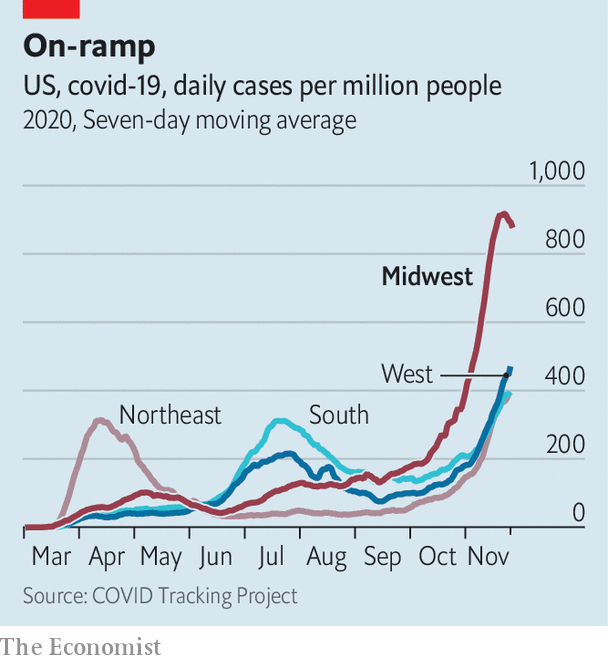 On-ramp
US, covid-19, daily cases per million people
2020, Seven-day moving average
1,000
800
Midwest
600
West
400
Northeast
South
200
0
Mar Apr May Jun Jul Aug Sep Oct Nov
Source: COVID Tracking Project
The Economist